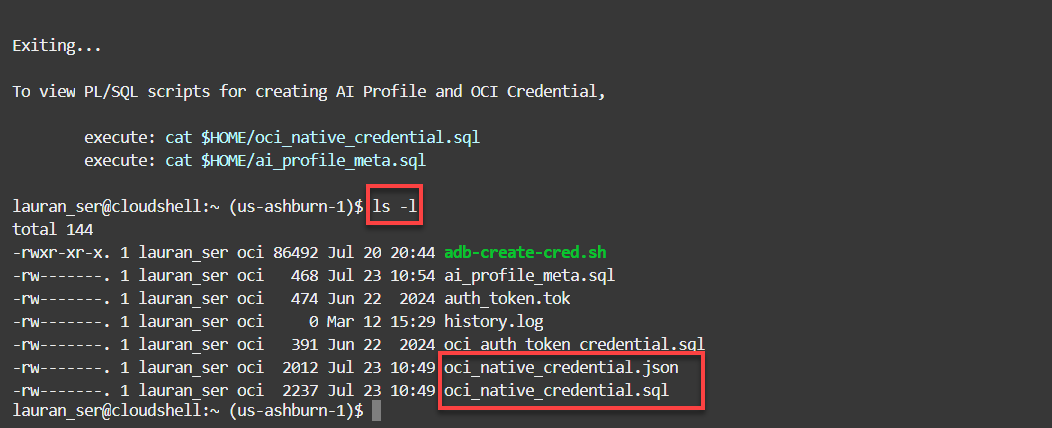 Exiting...
To view PL/SQL scripts for creating AI Profile and OCI Credential,
execute: cat $HOME/oci_native_credential.sql
execute: cat $HOME/ai_profile_meta.sql
lauran_ser@cloudshell:~ (us-ashburn-1)$ ls -l
total 144
-rwxr-xr-x. 1 lauran_ser oci 86492 Jul 20 20:44 adb-create-cred.sh
-rw-------. 1 lauran_ser oci   468 Jul 23 10:54 ai_profile_meta.sql
-rw-------. 1 lauran_ser oci   474 Jun 22  2024 auth_token.tok
-rw-------. 1 lauran_ser oci     0 Mar 12 15:29 history.log
-rw-------. 1 lauran_ser oci   391 Jun 22  2024 oci_auth_token_credential.sql
-rw-------. 1 lauran_ser oci  2012 Jul 23 10:49 oci_native_credential.json
-rw-------. 1 lauran_ser oci  2237 Jul 23 10:49 oci_native_credential.sql
lauran_ser@cloudshell:~ (us-ashburn-1)$